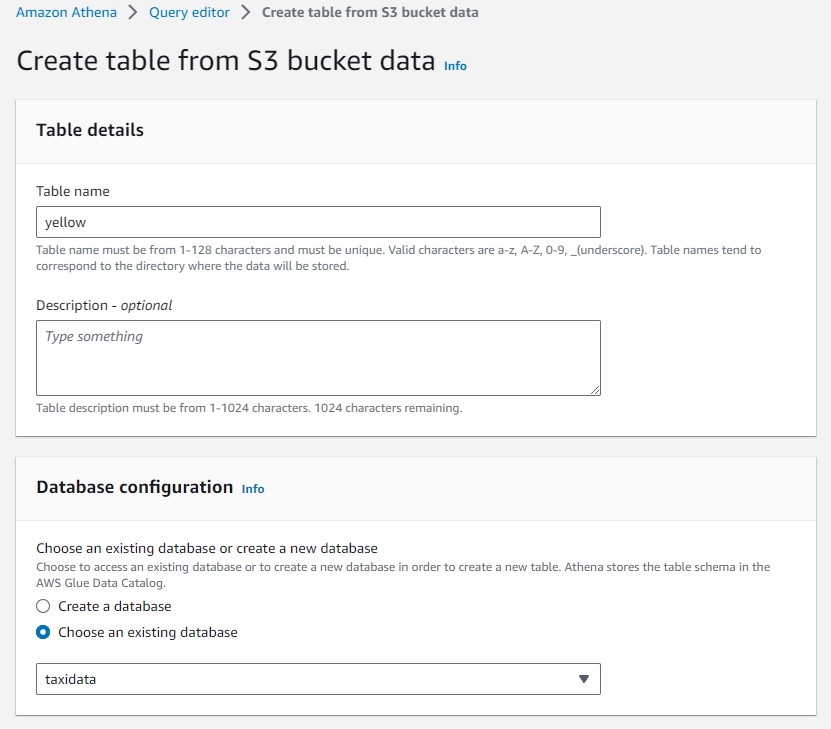 Amazon Athena > Query editor > Create table from S3 bucket data
Create table from S3 bucket data Info
Table details
Table name
yellow
Table name must be from 1-128 characters and must be unique. Valid characters are a-z, A-Z, 0-9, _(underscore). Table names tend to
correspond to the directory where the data will be stored.
Description - optional
Type something
Table description must be from 1-1024 characters. 1024 characters remaining.
Database configuration Info
Choose an existing database or create a new database
Choose to access an existing database or to create a new database in order to create a new table. Athena stores the table schema in the
AWS Glue Data Catalog.
Create a database
Choose an existing database
taxidata